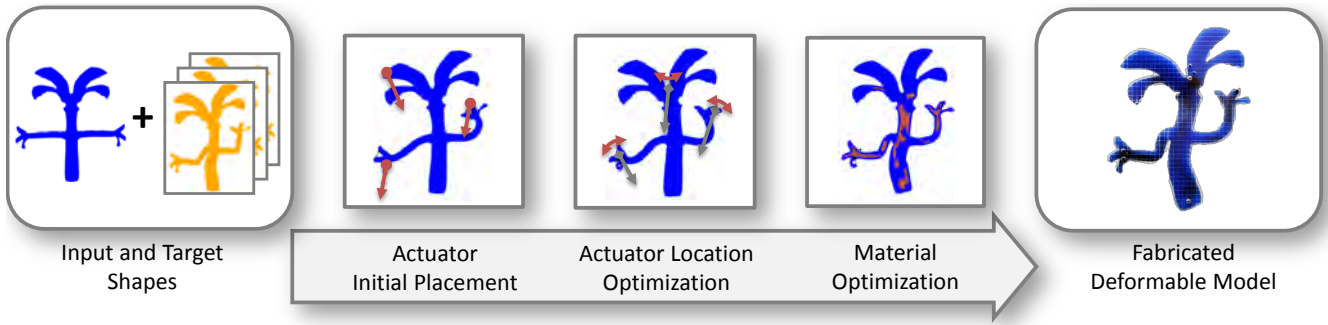 +
Input and Target
Shapes
Actuator
Initial Placement
Actuator Location
Optimization
Material
Optimization
Fabricated
Deformable Model